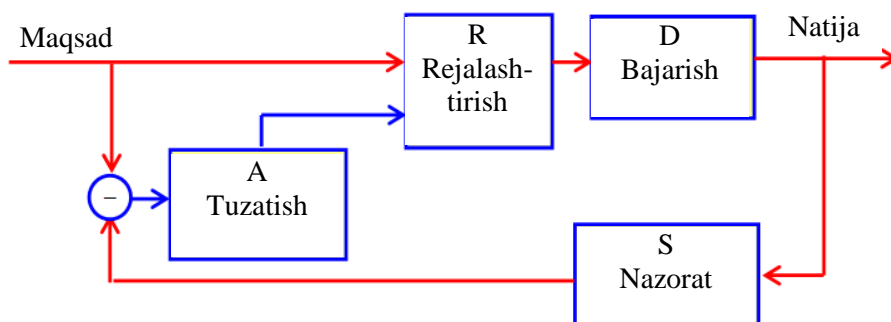 Maqsad
R
Rejalash-
tirish
D
Bajarish
Natija
A
Tuzatish
–
S
Nazorat